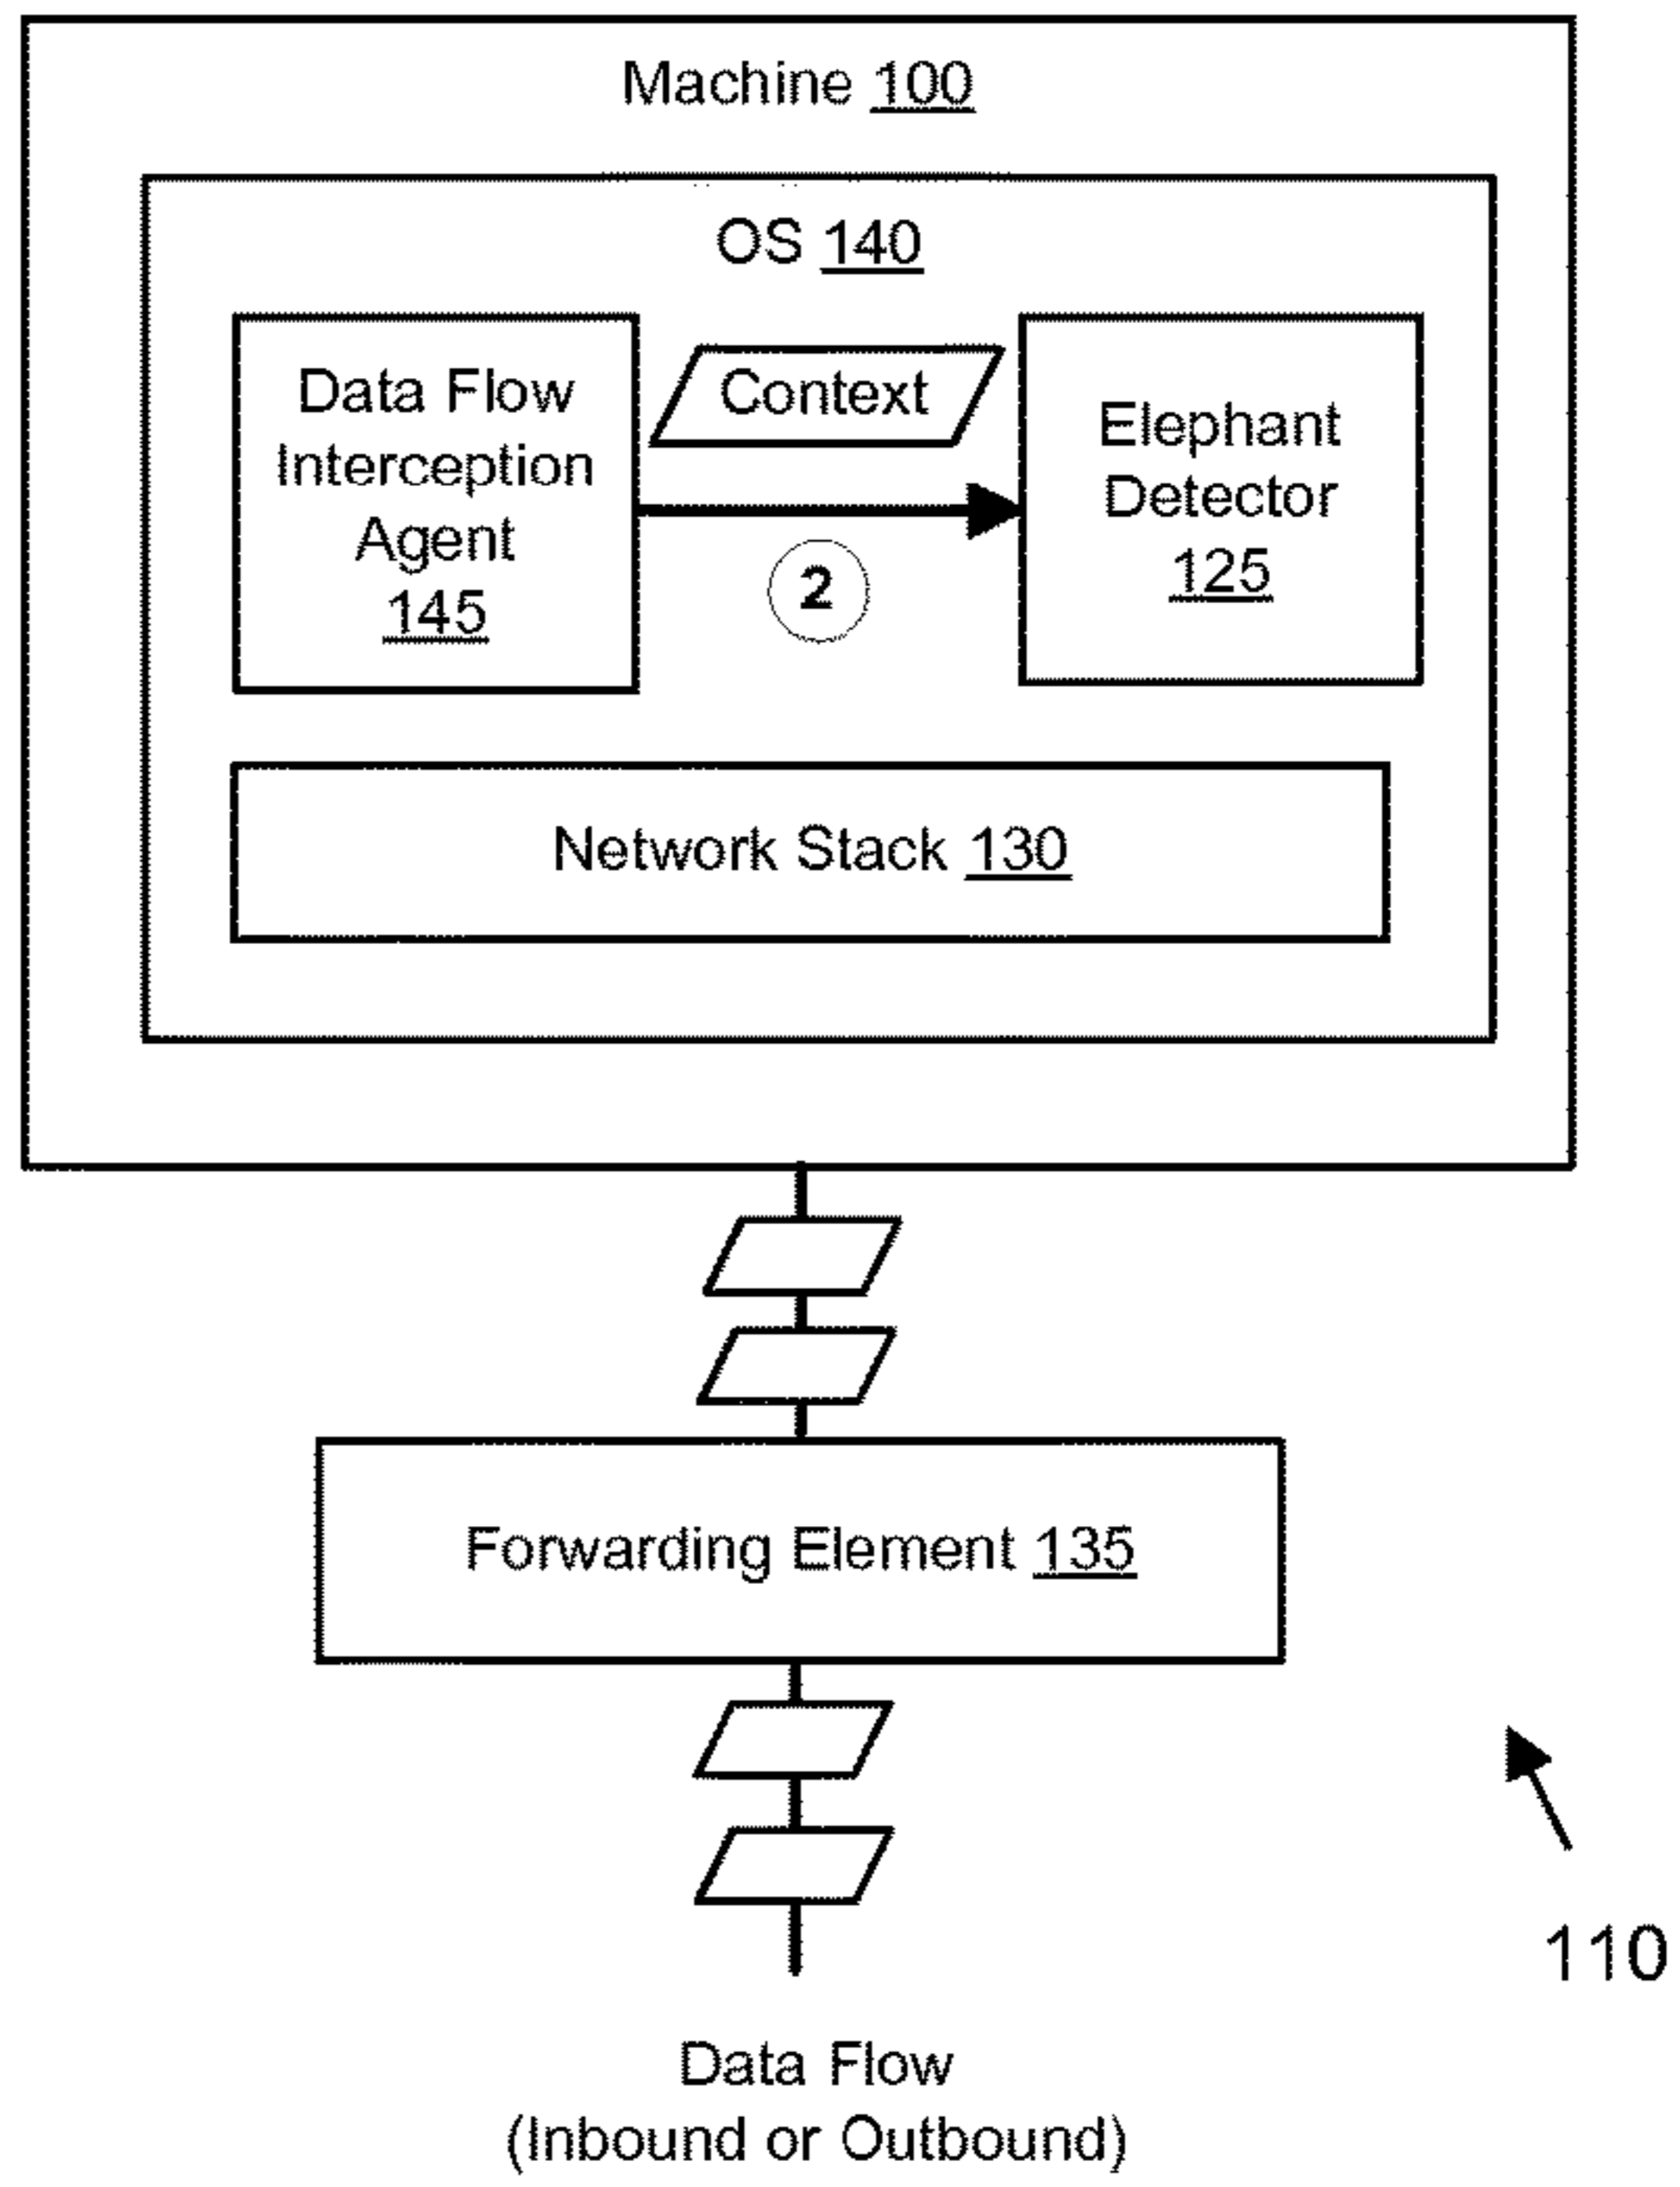 Machine 100
OS 140
Data Flow
Interception
Agent
145
Context
2
Elephant
Detector
125
Network Stack 130
Forwarding Element 135
110
Data Flow
(Inbound or Outbound)